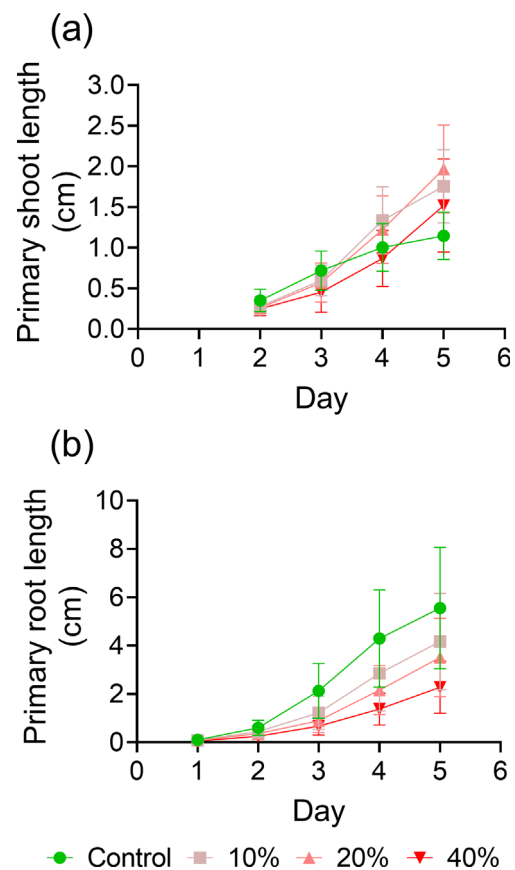 (a)
Primary shoot length
(cm)
3.0
2.5
2.0
1.5
1.0
0.5
0.0
0 1 2 3 4 5 6
Day
(b)
Primary root length
(cm)
10
8
6
4
2
0
0 1 2 3 4 5 6
Day
Control 10% 20% 40%